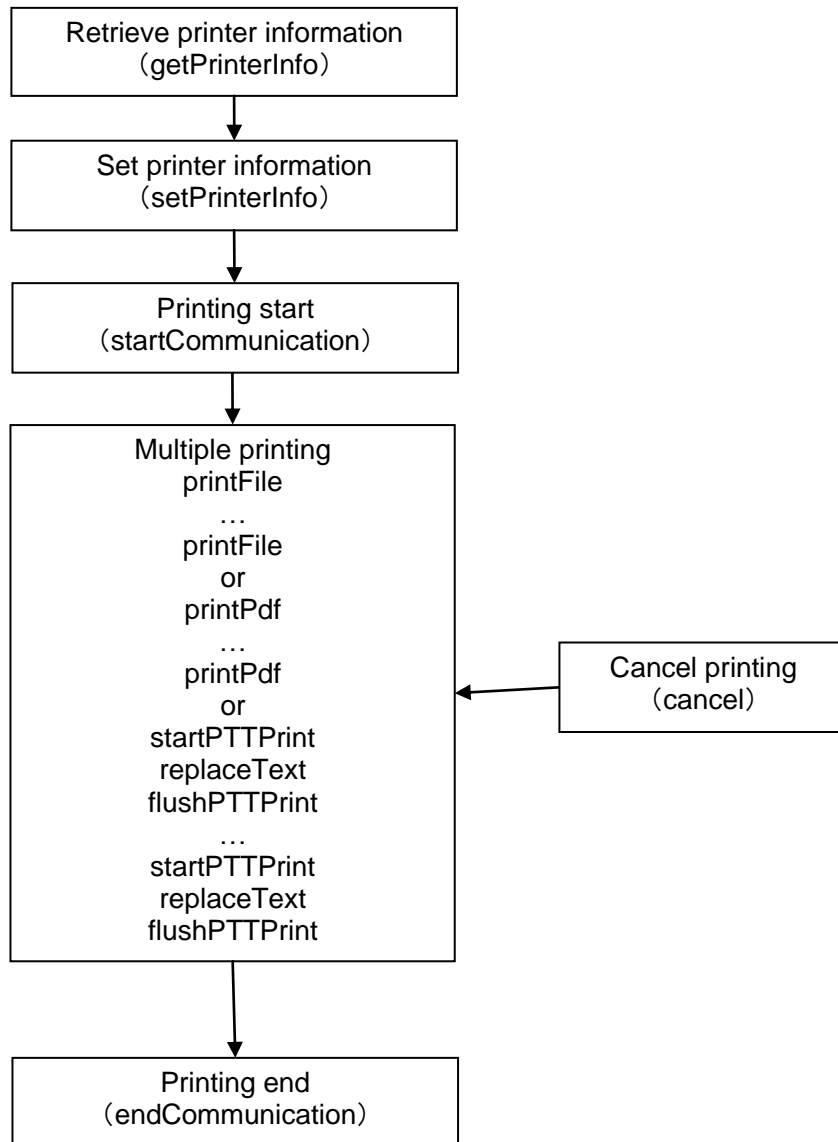 Retrieve printer information
（getPrinterInfo）
Set printer information
（setPrinterInfo）
Printing start
（startCommunication）
Multiple printing
printFile
…
printFile
or
printPdf
…
printPdf
or
startPTTPrint
replaceText
flushPTTPrint
…
startPTTPrint
replaceText
flushPTTPrint
Cancel printing
（cancel）
Printing end
（endCommunication）